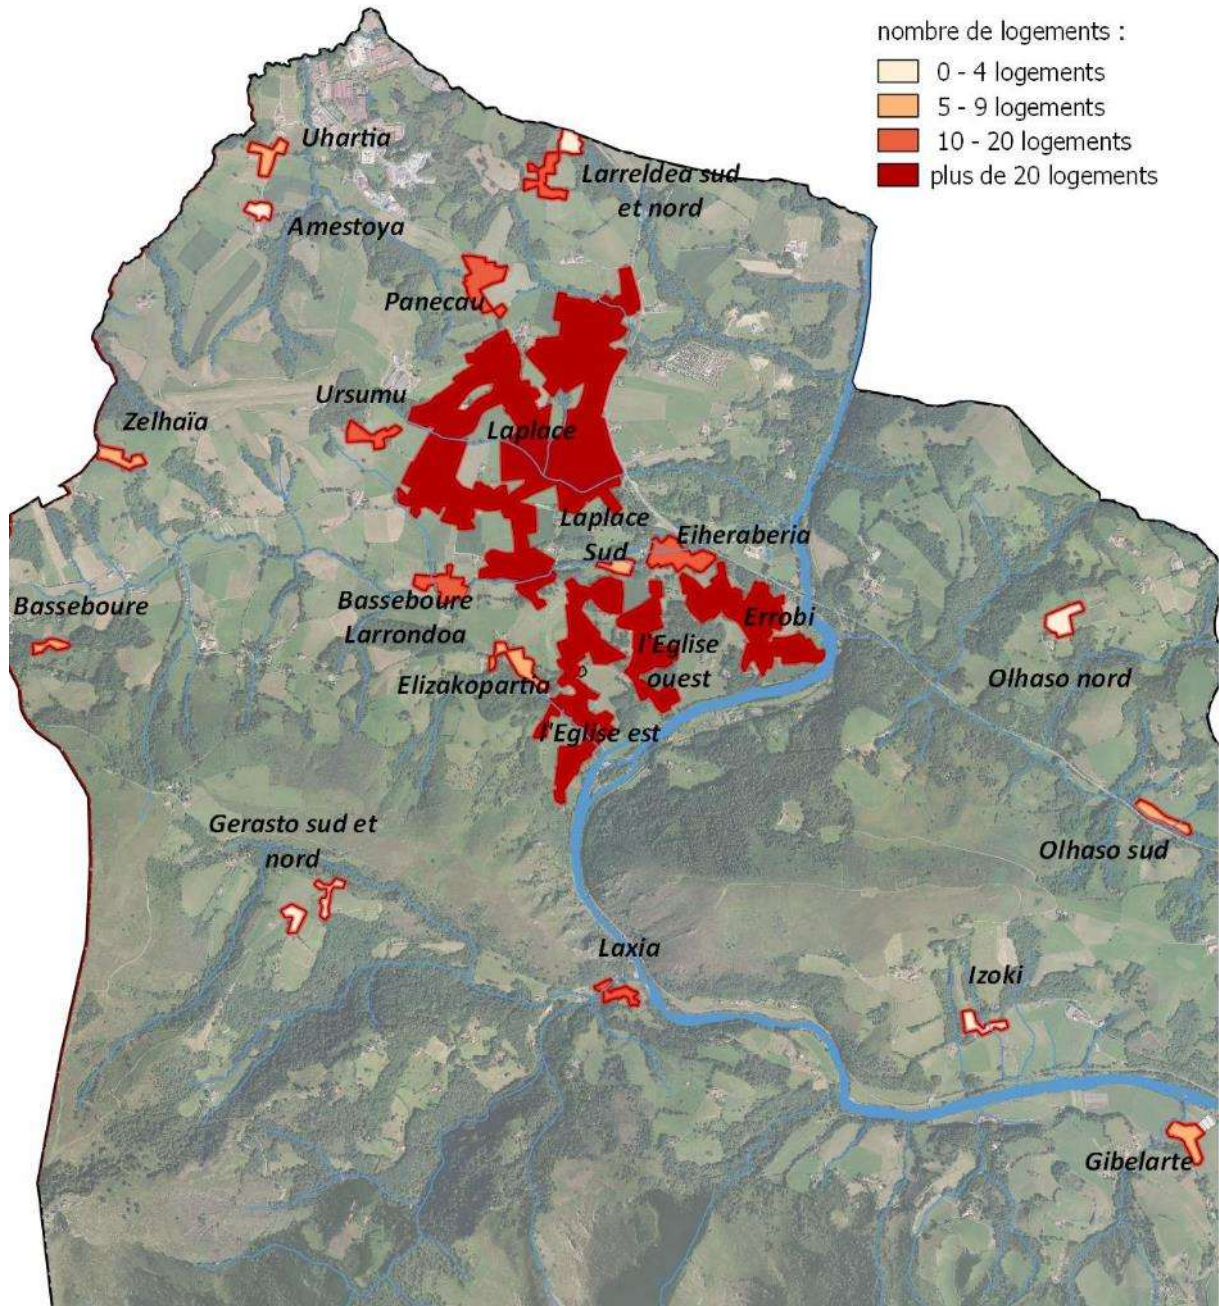 nombre de logements :
0 - 4 logements
5 - 9 logements
10 - 20 logements
plus de 20 logements
Uhartia
Larreldea sud
et nord
Amestoya
Panecau
Ursumu
Zelhaïa
Laplace
Laplace
Sud
Eiheraberia
Basseboure
Basseboure
Larrondoa
Errobi
l'Eglise
ouest
Elizakopartia
Olhaso nord
l'Eglise est
Gerasto sud et
nord
Olhaso sud
Laxia
Izoki
Gibelarte